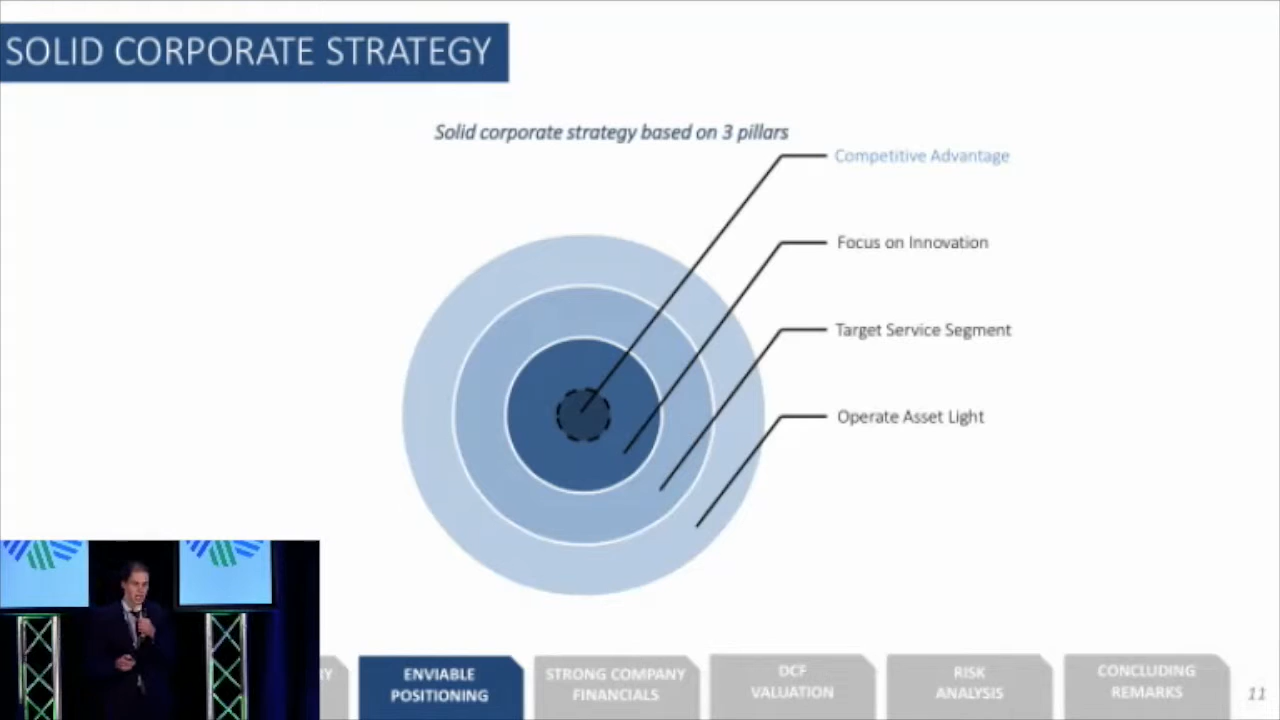 SOLID CORPORATE STRATEGY
Solid corporate strategy based on 3 pillars
Competitive Advantage
Focus on Innovation
Target Service Segment
Operate Asset Light
ENVIABLE
POSITIONING
STRONG COMPANY
FINANCIALS
DCF
VALUATION
RISK
ANALYSIS
CONCLUDING
REMARKS
11